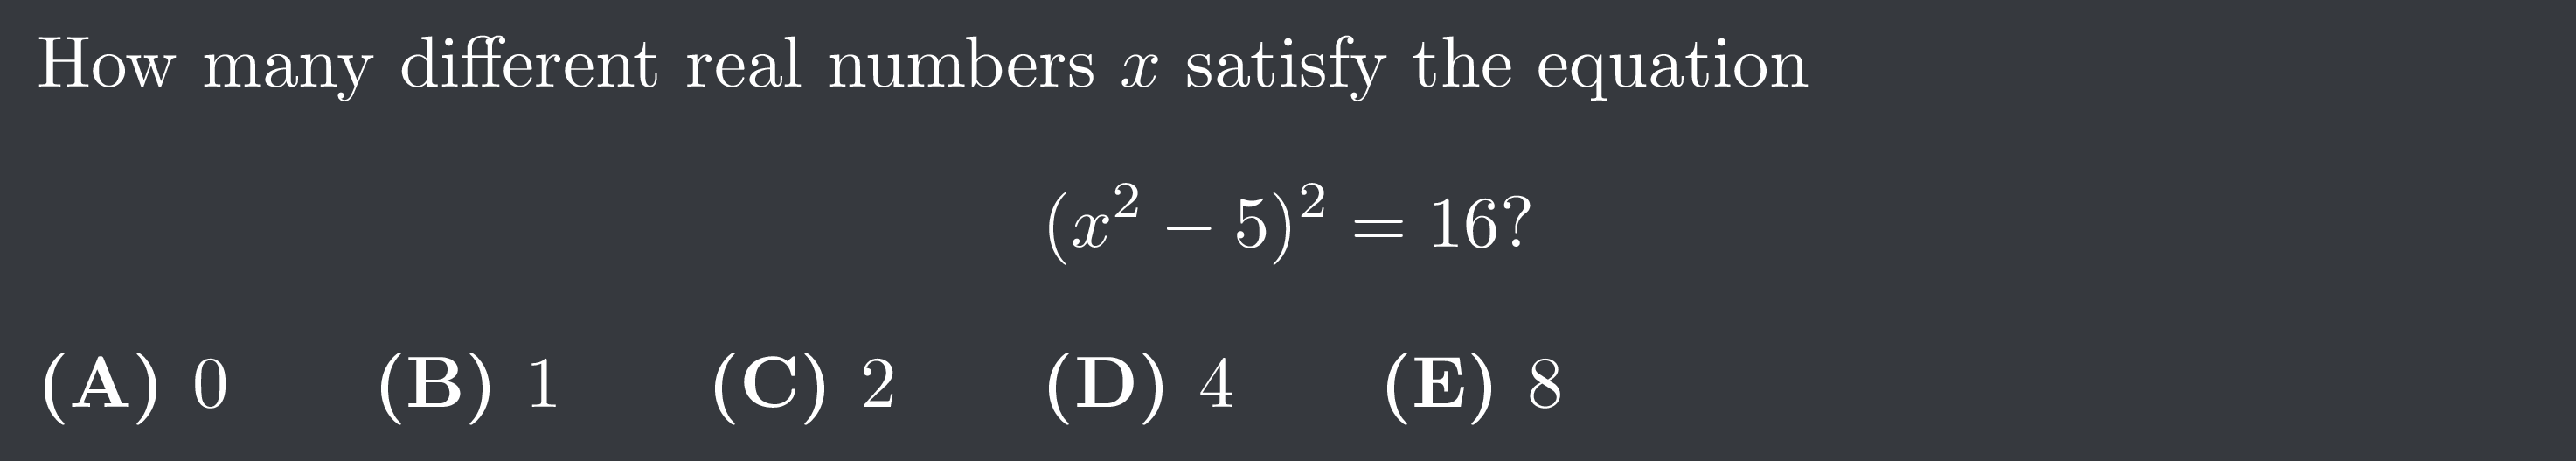 How many different real numbers x satisfy the equation
(x² − 5)² = 16?
(A) 0 (B) 1 (C) 2 (D) 4 (E) 8